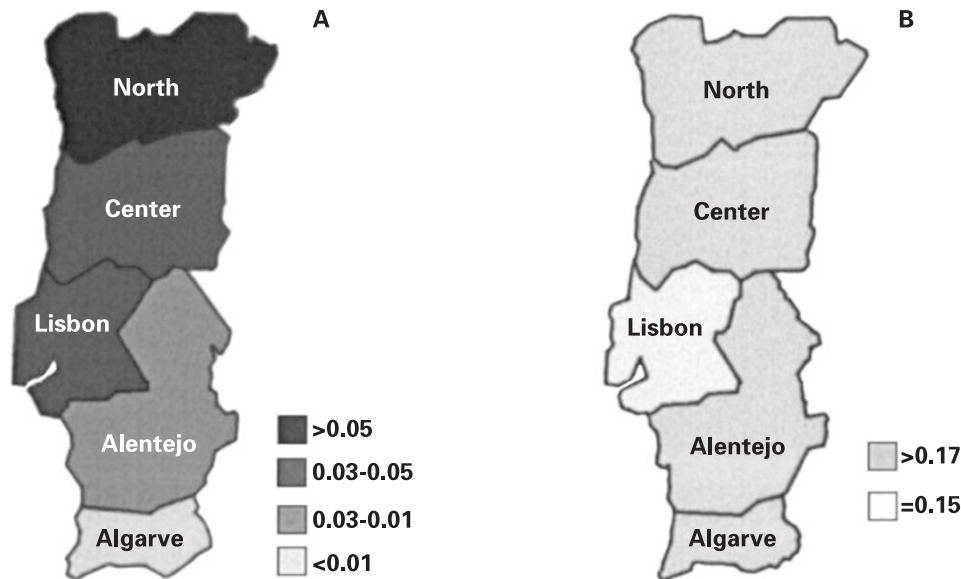 A
North
Center
Lisbon
Alentejo
Algarve
>0.05
0.03-0.05
0.03-0.01
<0.01
B
North
Center
Lisbon
Alentejo
Algarve
>0.17
=0.15